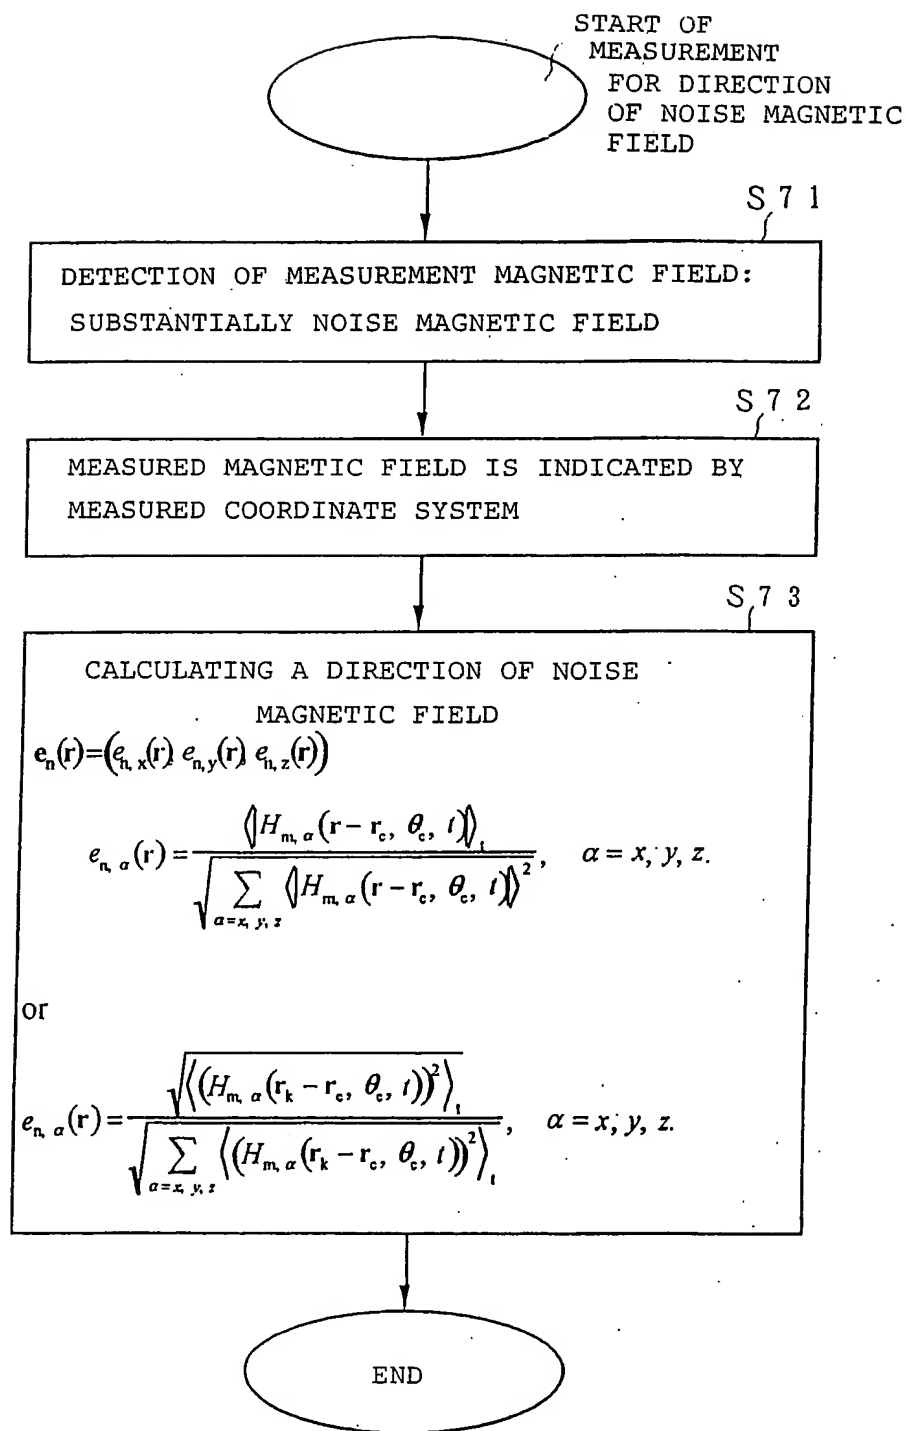 START OF
MEASUREMENT
FOR DIRECTION
OF NOISE MAGNETIC
FIELD
S71
DETECTION OF MEASUREMENT MAGNETIC FIELD:
SUBSTANTIALLY NOISE MAGNETIC FIELD
S72
MEASURED MAGNETIC FIELD IS INDICATED BY
MEASURED COORDINATE SYSTEM
S73
CALCULATING A DIRECTION OF NOISE
MAGNETIC FIELD
e_n(r)=(e_{n,x}(r), e_{n,y}(r), e_{n,z}(r))
e_{n,α}(r)=⟨|H_{m,α}(r−r_c, θ_c, t)|⟩_t / √(∑_{α=x,y,z}⟨|H_{m,α}(r−r_c, θ_c, t)|⟩²), α=x, y, z.
or
e_{n,α}(r)=√(⟨(H_{m,α}(r_k−r_c, θ_c, t))²⟩_t) / √(∑_{α=x,y,z}⟨(H_{m,α}(r_k−r_c, θ_c, t))²⟩_t), α=x, y, z.
END